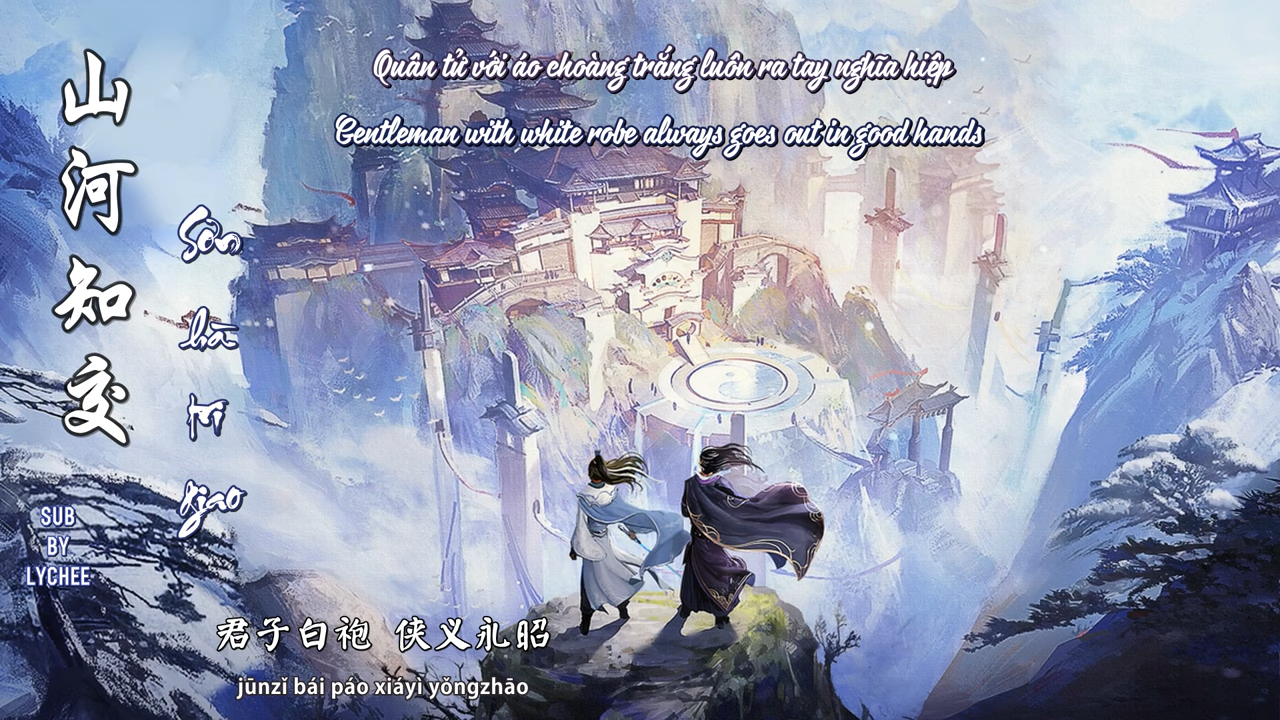 山河知交
Sơn
hà
tri
giao
SUB
BY
LYCHEE
Quân tử với áo choàng trắng luôn ra tay nghĩa hiệp
Gentleman with white robe always goes out in good hands
君子白袍 侠义永昭
jūnzǐ bái páo xiáyì yǒngzhāo